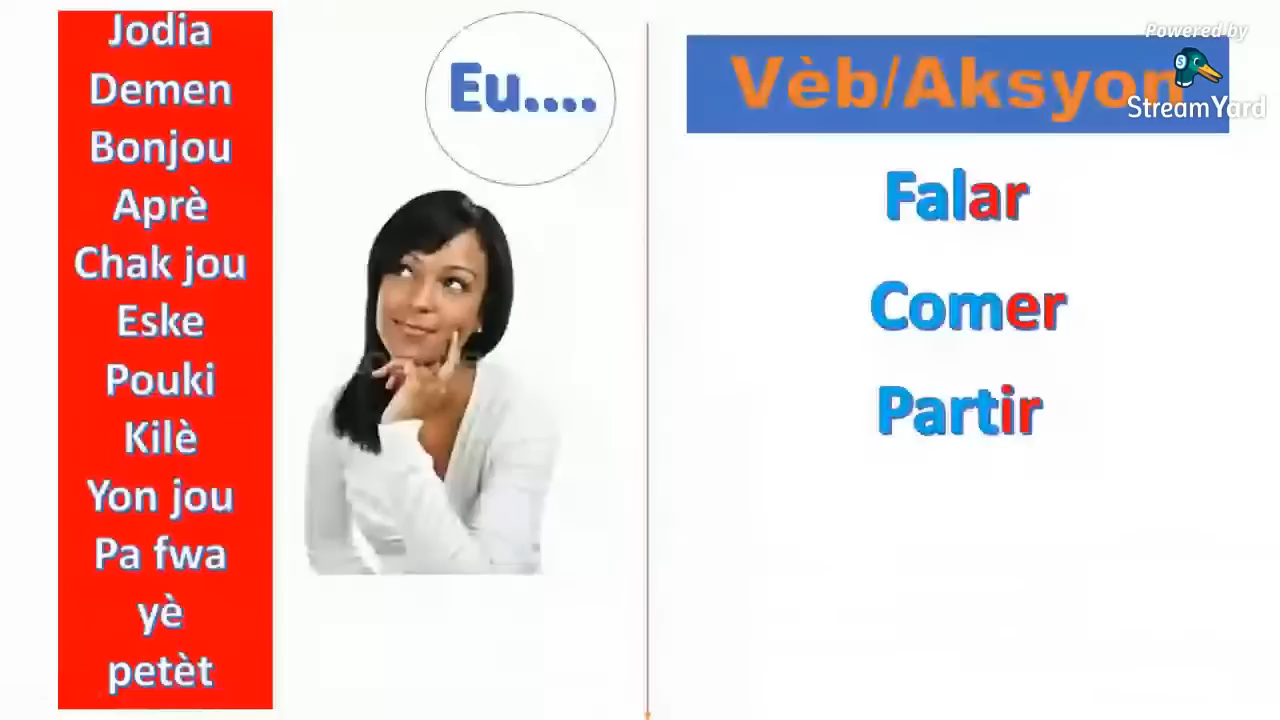 Jodia
Demen
Bonjou
Aprè
Chak jou
Eske
Pouki
Kilè
Yon jou
Pa fwa
yè
petèt
Eu....
Vèb/Aksyon
Falar
Comer
Partir
Powered by
StreamYard